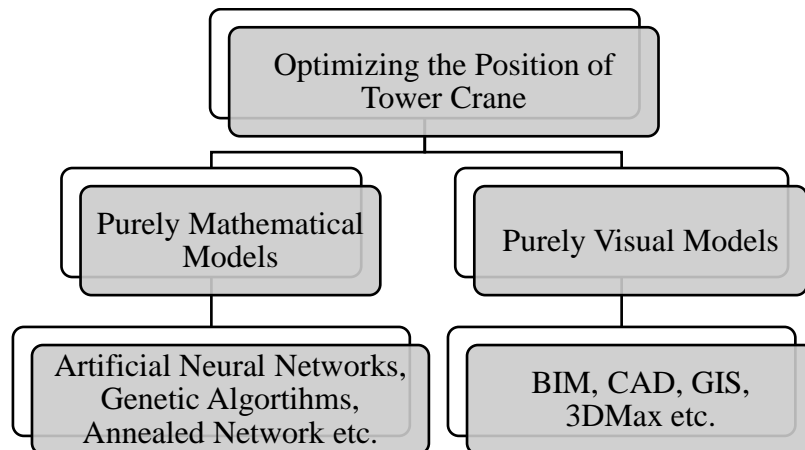 Optimizing the Position of
Tower Crane
Purely Mathematical
Models
Purely Visual Models
Artificial Neural Networks,
Genetic Algortihms,
Annealed Network etc.
BIM, CAD, GIS,
3DMax etc.